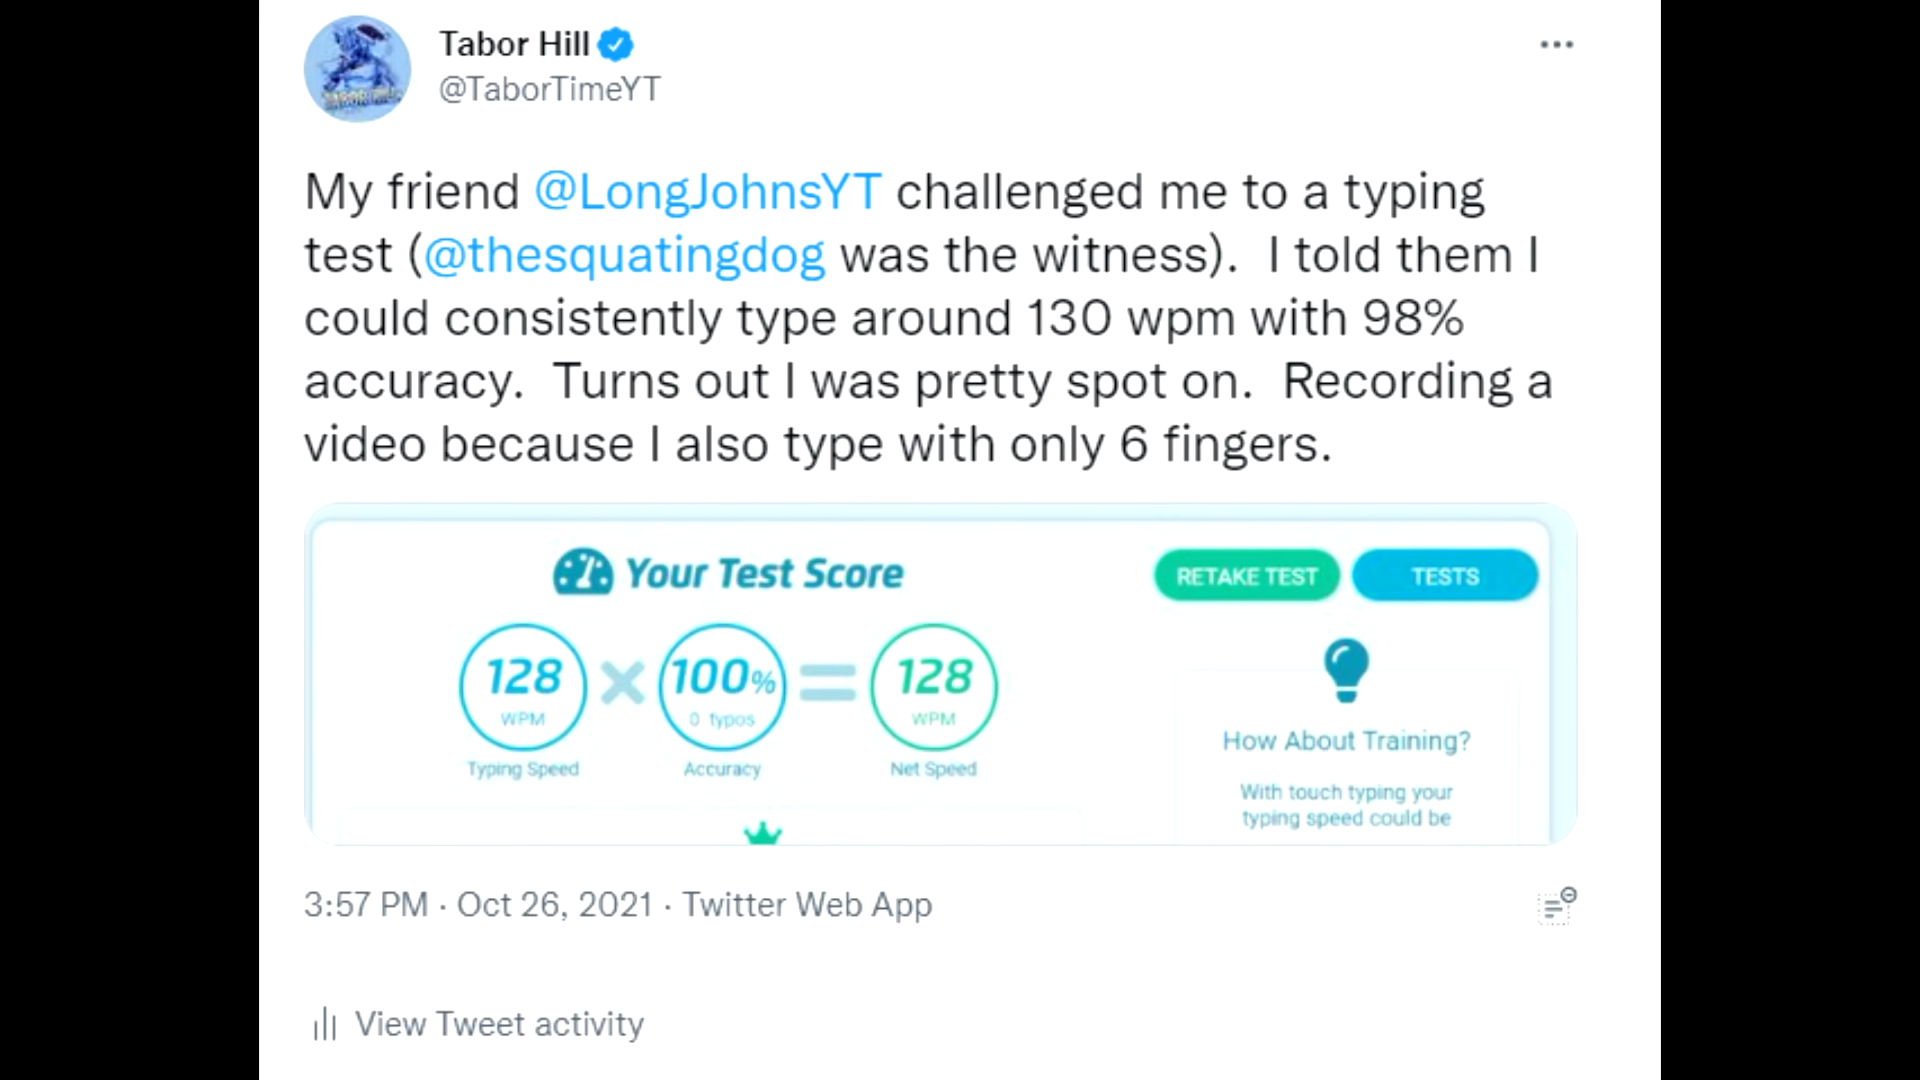 Tabor Hill
@TaborTimeYT
My friend @LongJohnsYT challenged me to a typing
test (@thesquatingdog was the witness).  I told them I
could consistently type around 130 wpm with 98%
accuracy.  Turns out I was pretty spot on.  Recording a
video because I also type with only 6 fingers.
Your Test Score
RETAKE TEST
TESTS
128
WPM
Typing Speed
×
100%
0 typos
Accuracy
=
128
WPM
Net Speed
How About Training?
With touch typing your
typing speed could be
3:57 PM · Oct 26, 2021 · Twitter Web App
View Tweet activity